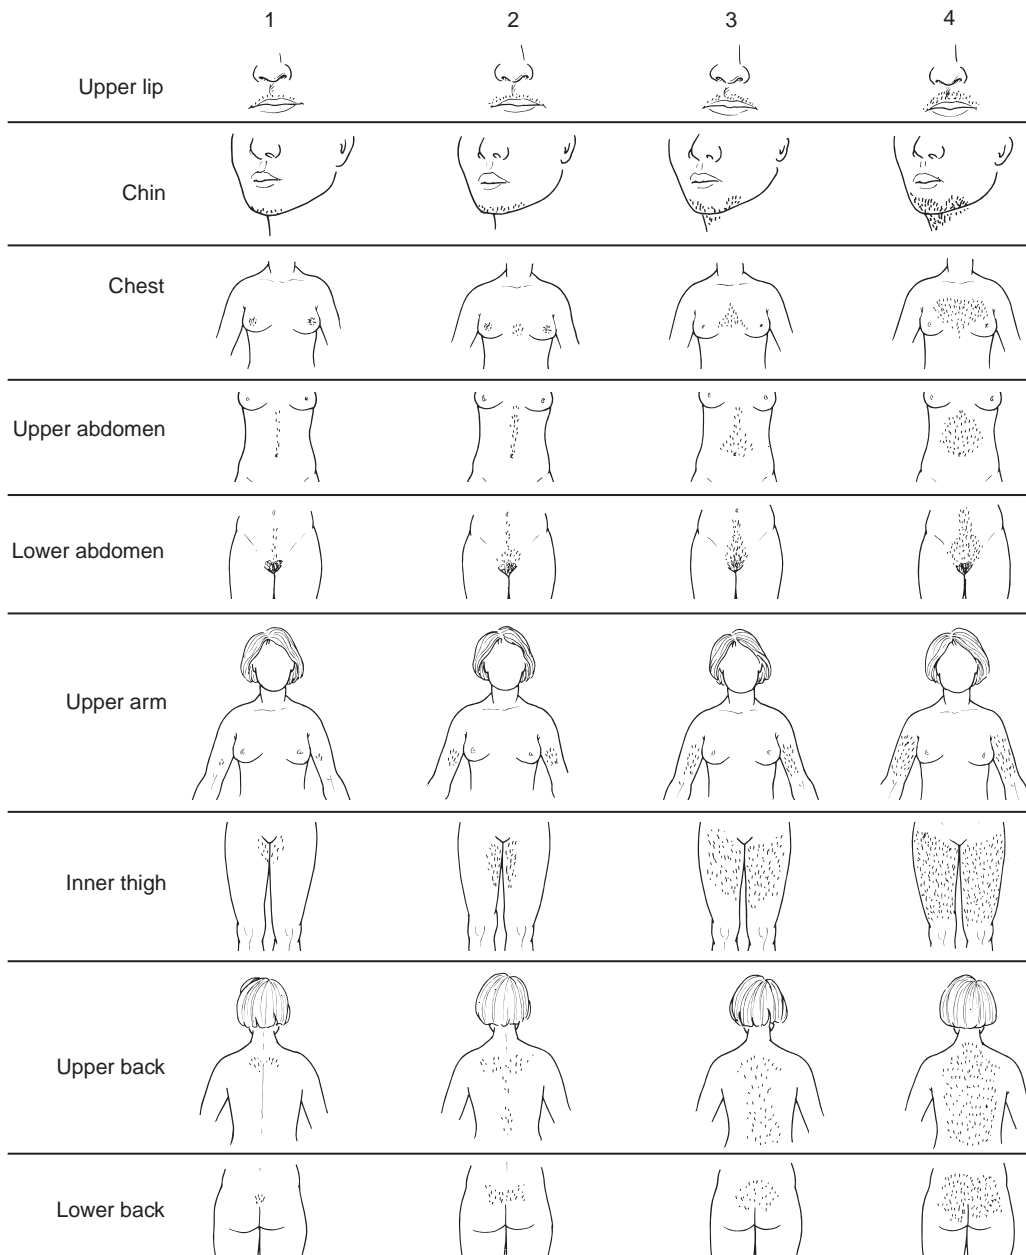 1 2 3 4
Upper lip
Chin
Chest
Upper abdomen
Lower abdomen
Upper arm
Inner thigh
Upper back
Lower back